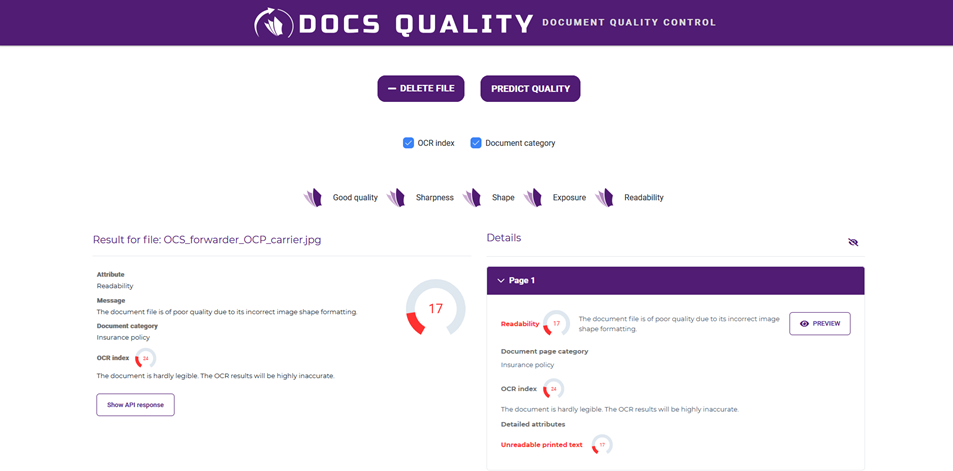 DOCS QUALITY DOCUMENT QUALITY CONTROL
DELETE FILE PREDICT QUALITY
OCR index Document category
Good quality Sharpness Shape Exposure Readability
Result for file: OCS_forwarder_OCP_carrier.jpg
Attribute
Readability
Message
The document file is of poor quality due to its incorrect image shape formatting.
Document category
Insurance policy
17
OCR index 24
The document is hardly legible. The OCR results will be highly inaccurate.
Show API response
Details
Page 1
Readability 17 The document file is of poor quality due to its incorrect image
shape formatting.
PREVIEW
Document page category
Insurance policy
OCR index 24
The document is hardly legible. The OCR results will be highly inaccurate.
Detailed attributes
Unreadable printed text 17